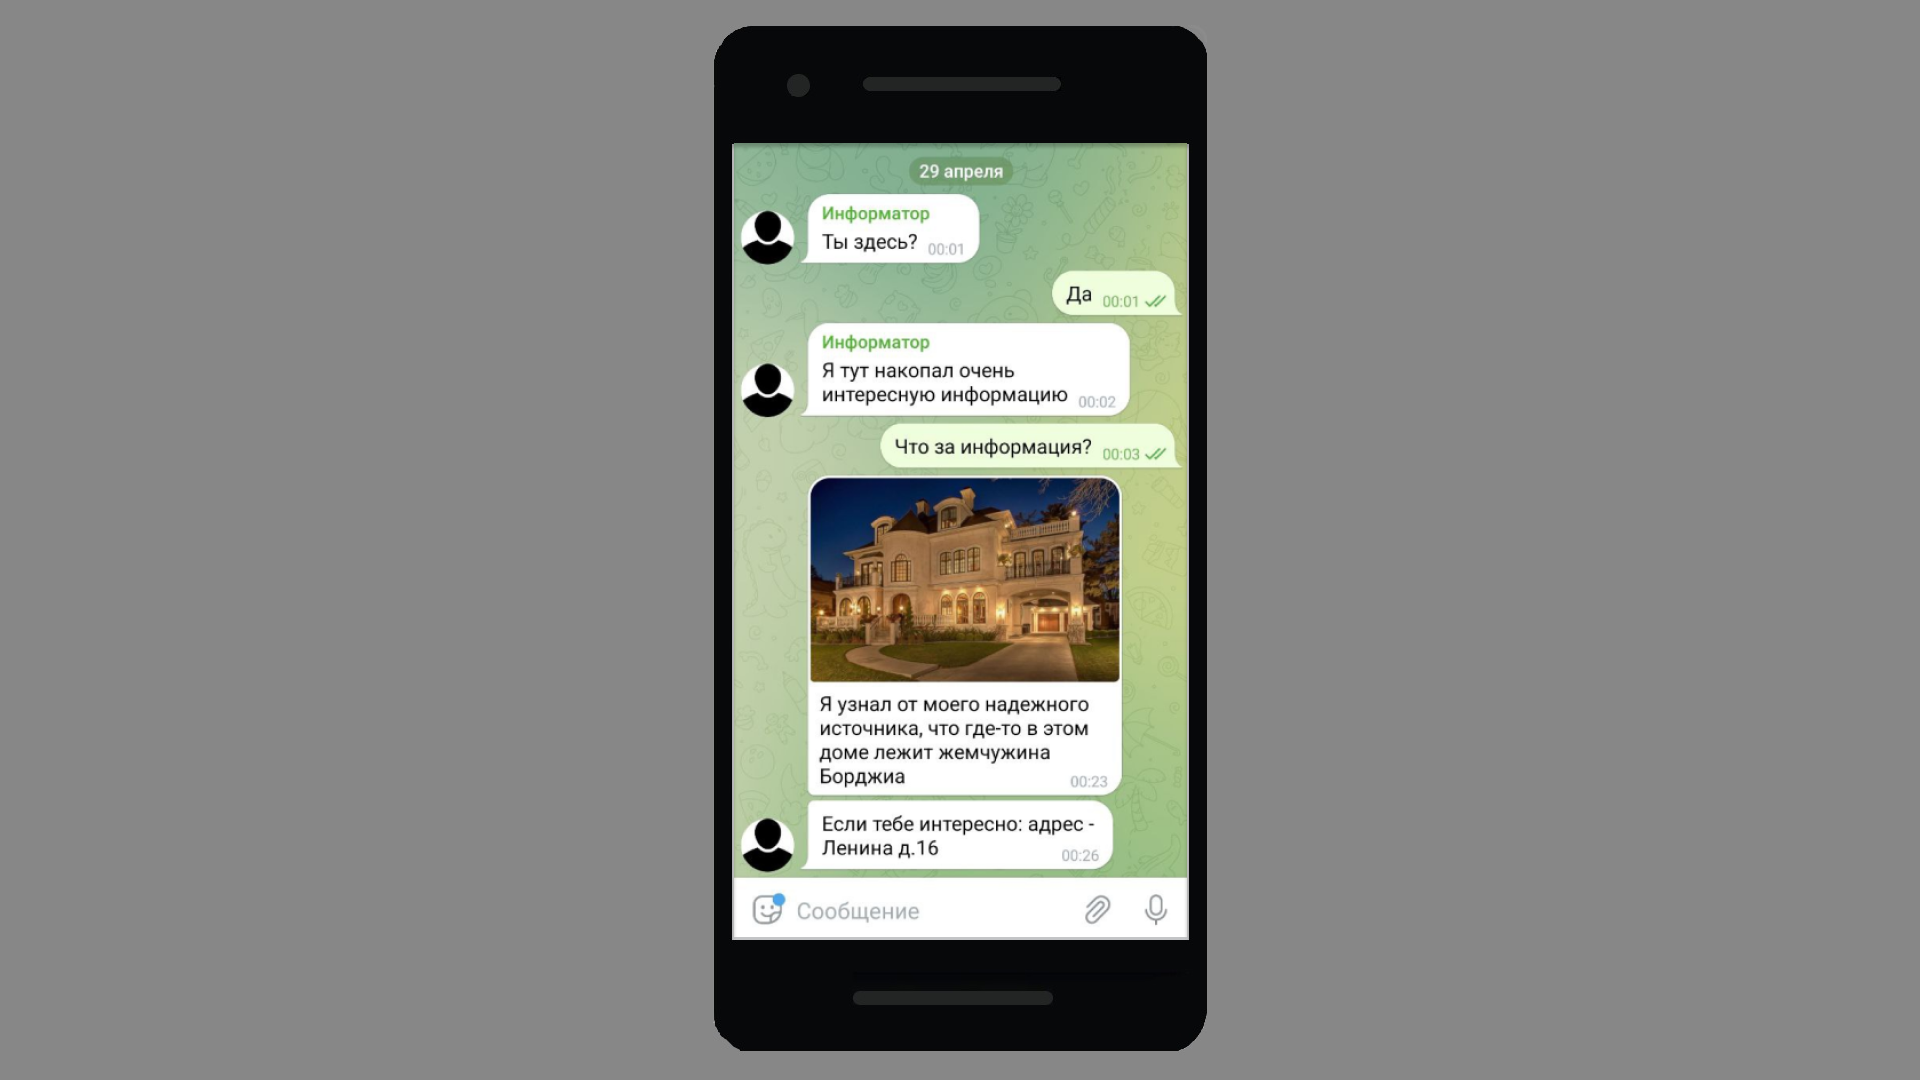 29 апреля
Информатор
Ты здесь? 00:01
Да 00:01
Информатор
Я тут накопал очень
интересную информацию 00:02
Что за информация? 00:03
Я узнал от моего надежного
источника, что где-то в этом
доме лежит жемчужина
Борджиа 00:23
Если тебе интересно: адрес -
Ленина д.16 00:26
Сообщение